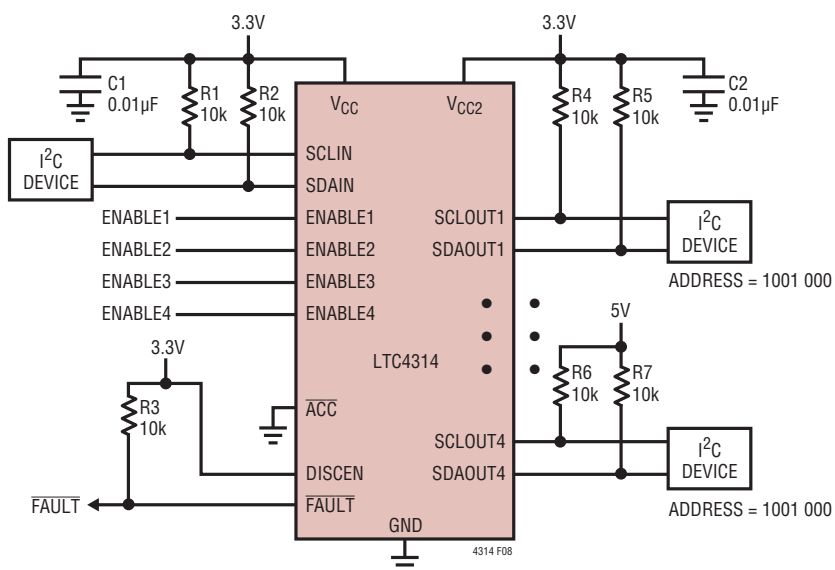 3.3V
3.3V
C1
0.01µF
R1
10k
R2
10k
VCC
VCC2
R4
10k
R5
10k
C2
0.01µF
I2C
DEVICE
SCLIN
SDAIN
ENABLE1
ENABLE1
ENABLE2
ENABLE2
ENABLE3
ENABLE3
ENABLE4
ENABLE4
SCLOUT1
SDAOUT1
I2C
DEVICE
ADDRESS = 1001 000
5V
LTC4314
3.3V
R3
10k
R6
10k
R7
10k
ACC
SCLOUT4
SDAOUT4
I2C
DEVICE
ADDRESS = 1001 000
DISCEN
FAULT
FAULT
GND
4314 F08